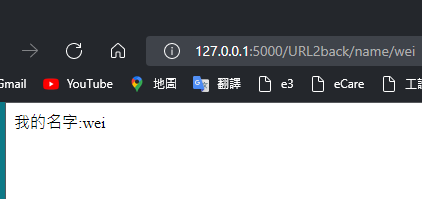 127.0.0.1:5000/URL2back/name/wei
Gmail YouTube 地圖 翻譯 e3 eCare
我的名字:wei